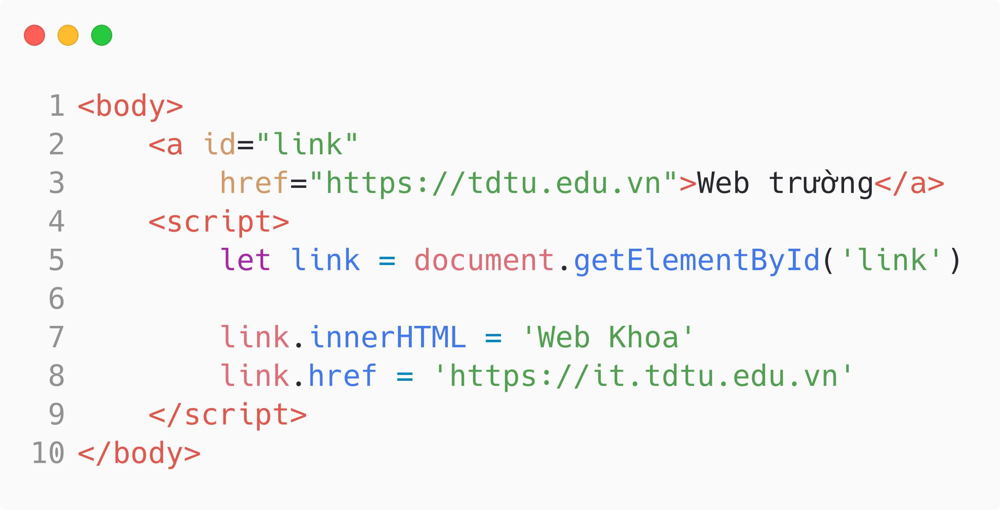 1 <body>
2     <a id="link"
3         href="https://tdtu.edu.vn">Web trường</a>
4     <script>
5         let link = document.getElementById('link')
6
7         link.innerHTML = 'Web Khoa'
8         link.href = 'https://it.tdtu.edu.vn'
9     </script>
10 </body>